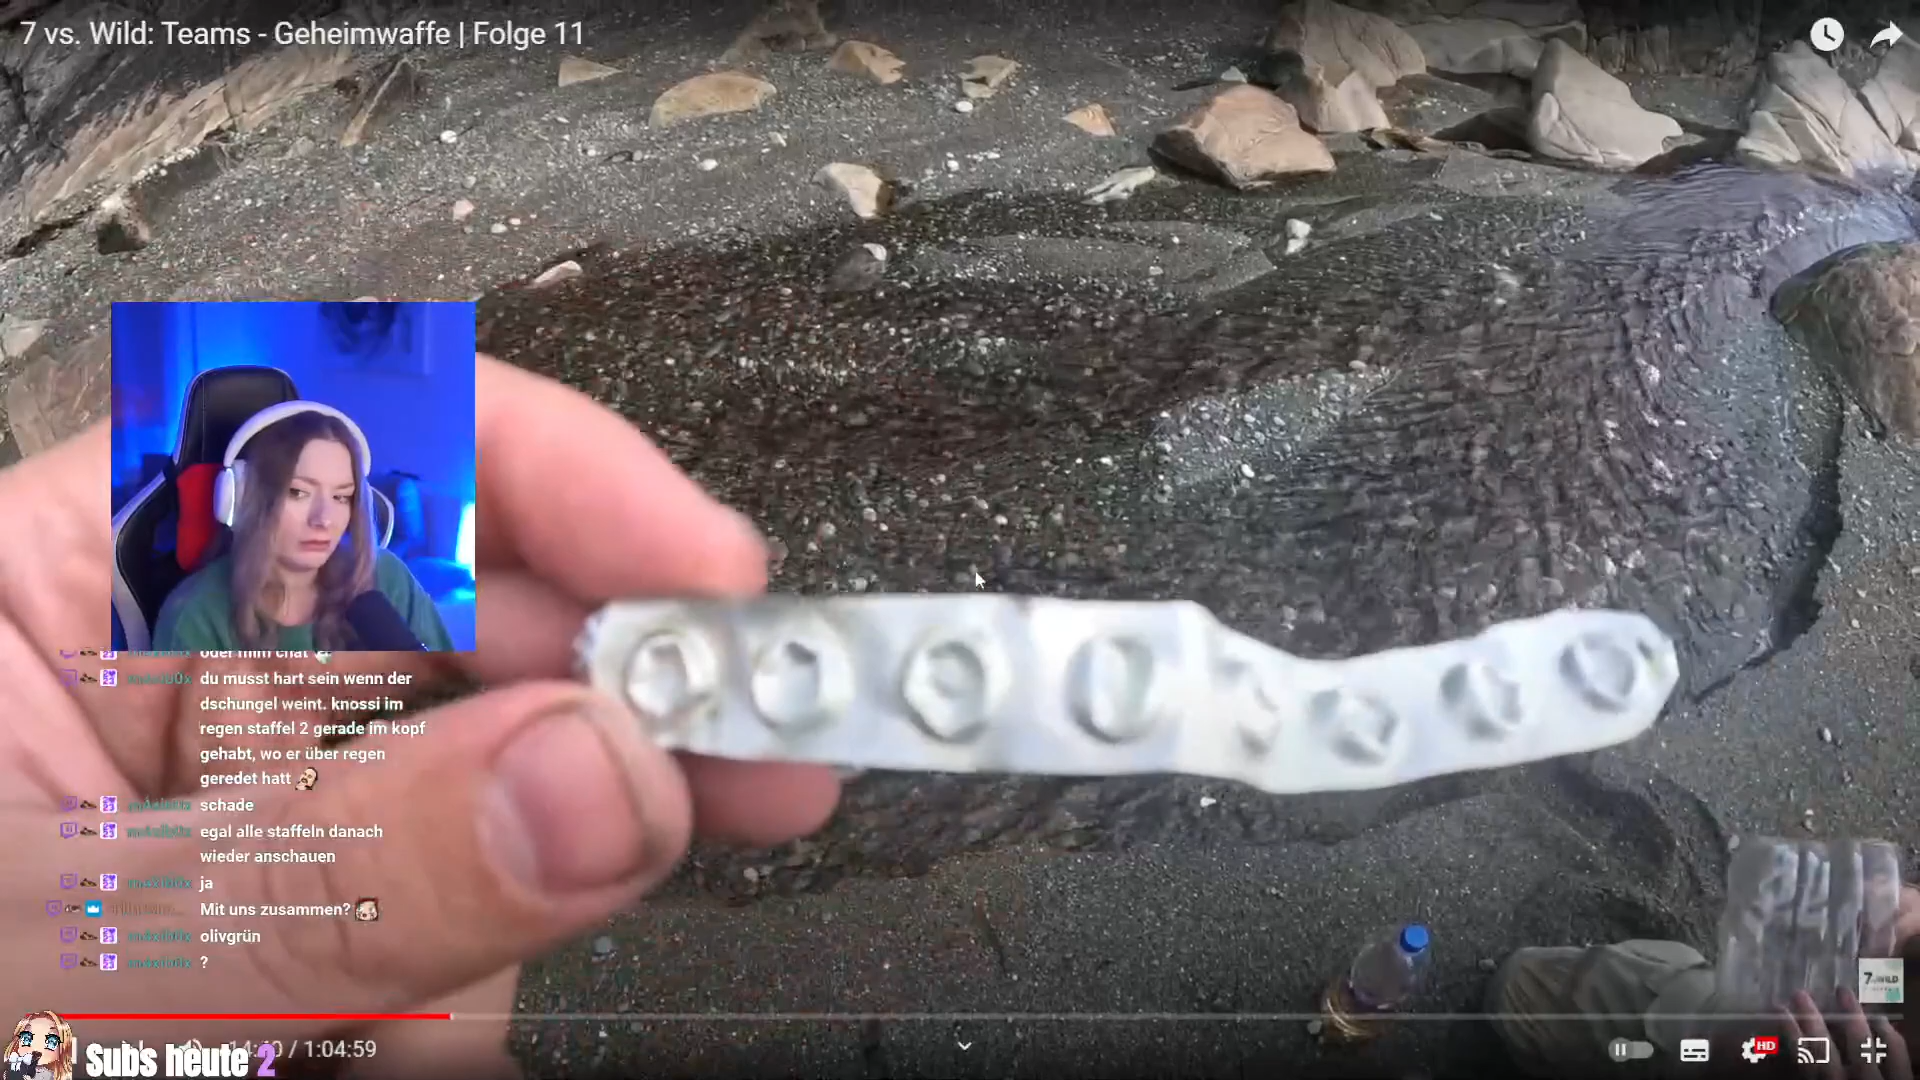 7 vs. Wild: Teams - Geheimwaffe | Folge 11
du musst hart sein wenn der
dschungel weint. knossi im
regen staffel 2 gerade im kopf
gehabt, wo er über regen
geredet hatt
schade
egal alle staffeln danach
wieder anschauen
ja
Mit uns zusammen?
olivgrün
?
/ 1:04:59
HD
Subs heute 2